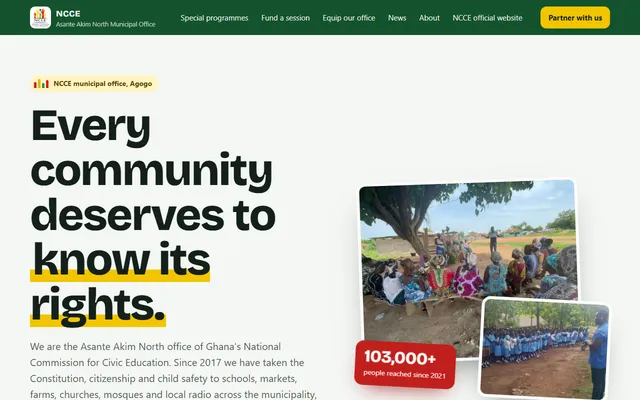 NCCE
Asante Akim North Municipal Office
Special programmes
Fund a session
Equip our office
News
About
NCCE official website
Partner with us
NCCE municipal office, Agogo
Every
community
deserves to
know its
rights.
We are the Asante Akim North office of Ghana's National
Commission for Civic Education. Since 2017 we have taken the
Constitution, citizenship and child safety to schools, markets,
farms, churches, mosques and local radio across the municipality,
103,000+
people reached since 2021